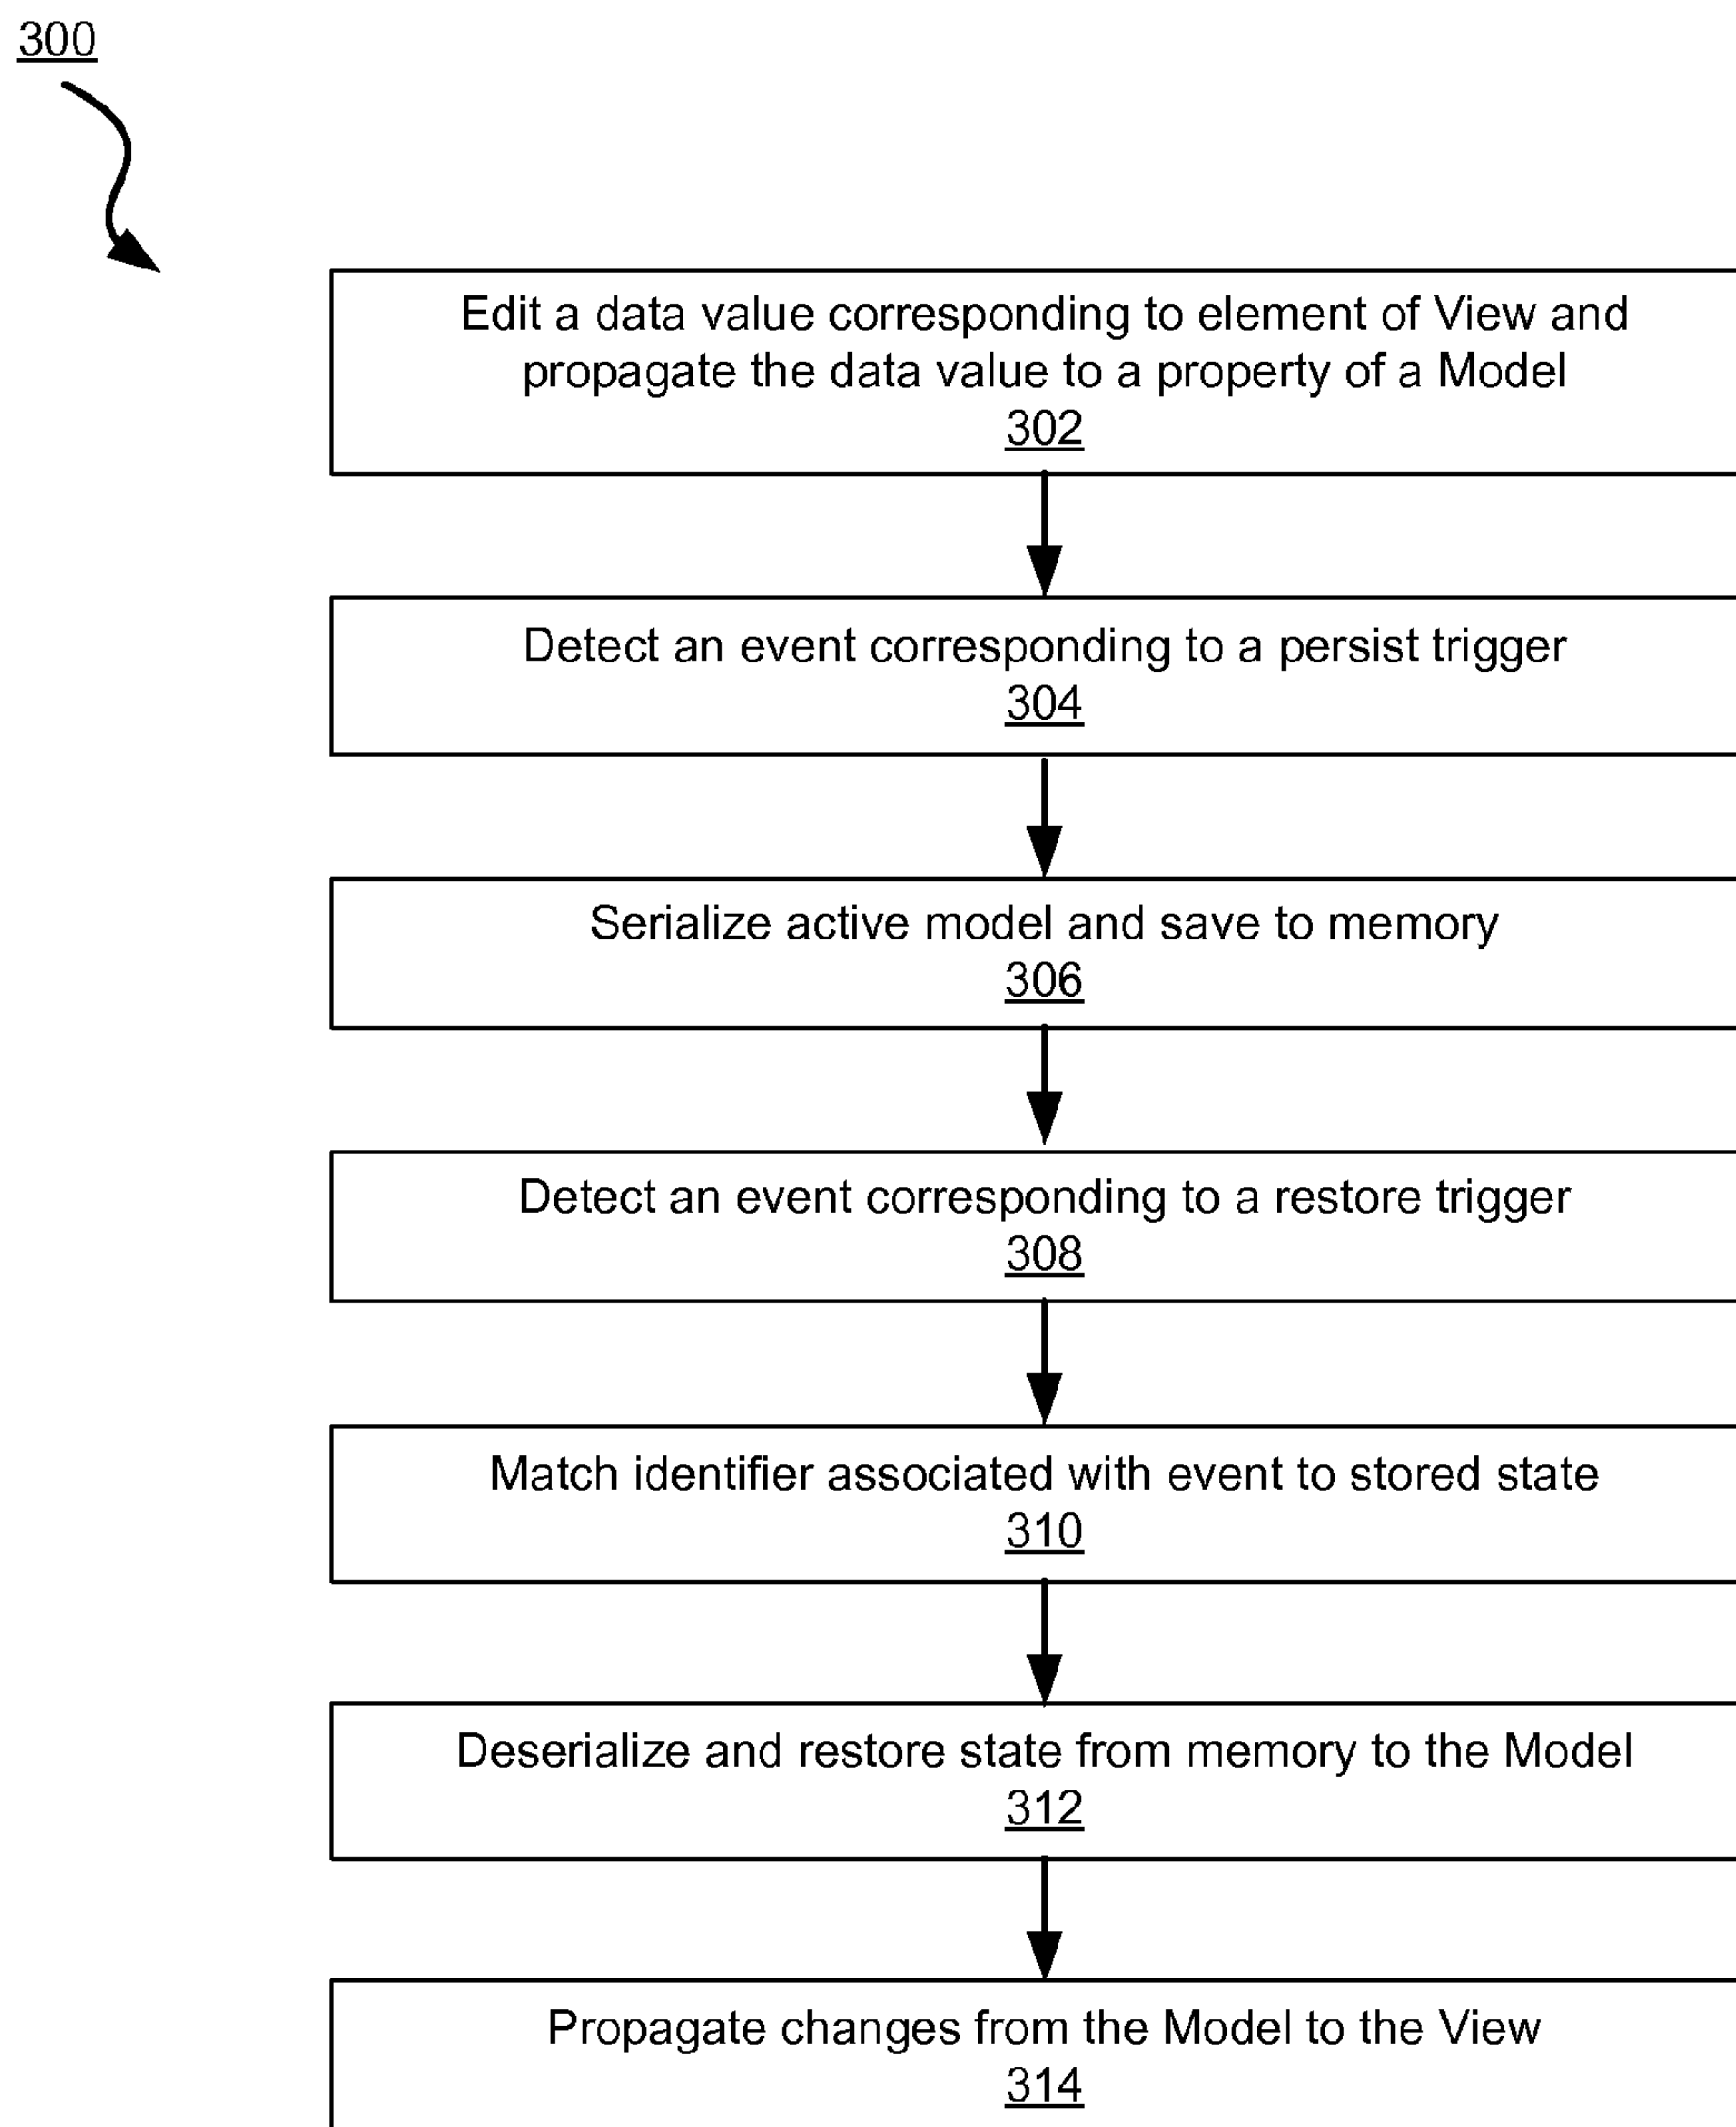 300
Edit a data value corresponding to element of View and
propagate the data value to a property of a Model
302
Detect an event corresponding to a persist trigger
304
Serialize active model and save to memory
306
Detect an event corresponding to a restore trigger
308
Match identifier associated with event to stored state
310
Deserialize and restore state from memory to the Model
312
Propagate changes from the Model to the View
314